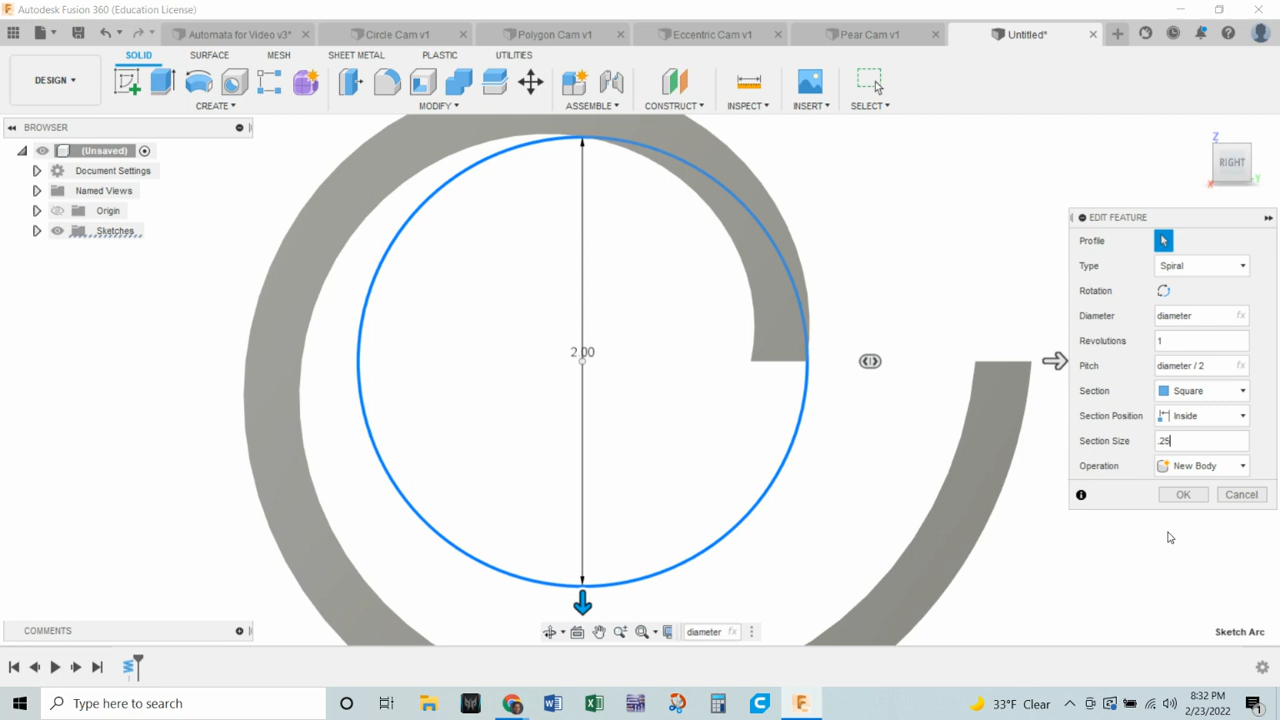 Autodesk Fusion 360 (Education License)
Automata for Video v3*
Circle Cam v1
Polygon Cam v1
Eccentric Cam v1
Pear Cam v1
Untitled*
SOLID
SURFACE
MESH
SHEET METAL
PLASTIC
UTILITIES
DESIGN
CREATE
MODIFY
ASSEMBLE
CONSTRUCT
INSPECT
INSERT
SELECT
BROWSER
(Unsaved)
Document Settings
Named Views
Origin
Sketches
2.00
Z
RIGHT
X
Y
EDIT FEATURE
Profile
Type Spiral
Rotation
Diameter diameter fx
Revolutions 1
Pitch diameter / 2 fx
Section Square
Section Position Inside
Section Size .25
Operation New Body
OK Cancel
COMMENTS
diameter fx
Sketch Arc
Type here to search
33°F Clear
8:32 PM
2/23/2022
1